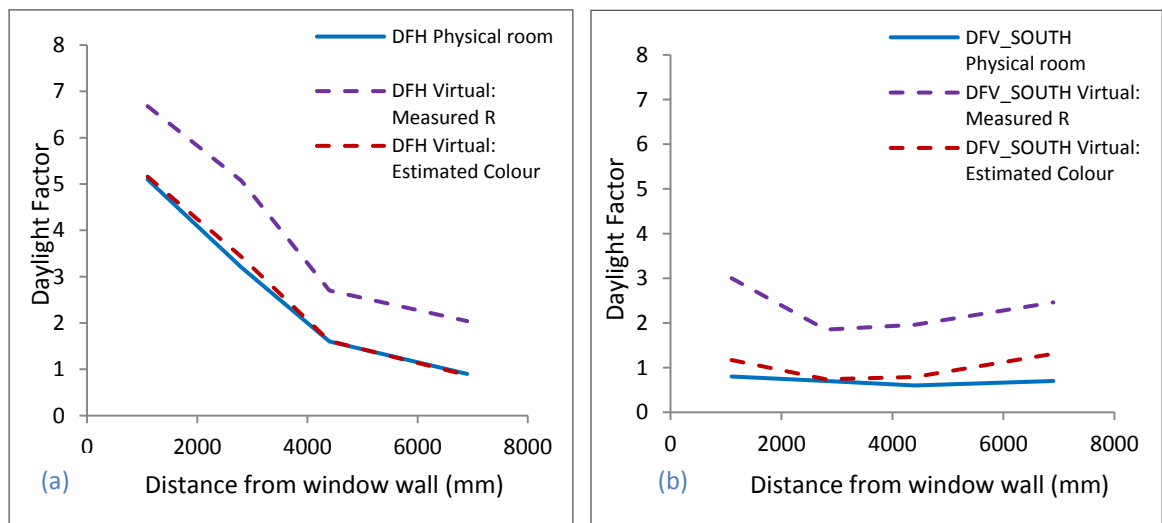 DFH Physical room
DFH Virtual:
Measured R
DFH Virtual:
Estimated Colour
8
7
6
5
4
3
2
1
0
Daylight Factor
0
2000
4000
6000
8000
Distance from window wall (mm)
(a)
DFV_SOUTH
Physical room
DFV_SOUTH Virtual:
Measured R
DFV_SOUTH Virtual:
Estimated Colour
8
7
6
5
4
3
2
1
0
Daylight Factor
0
2000
4000
6000
8000
Distance from window wall (mm)
(b)